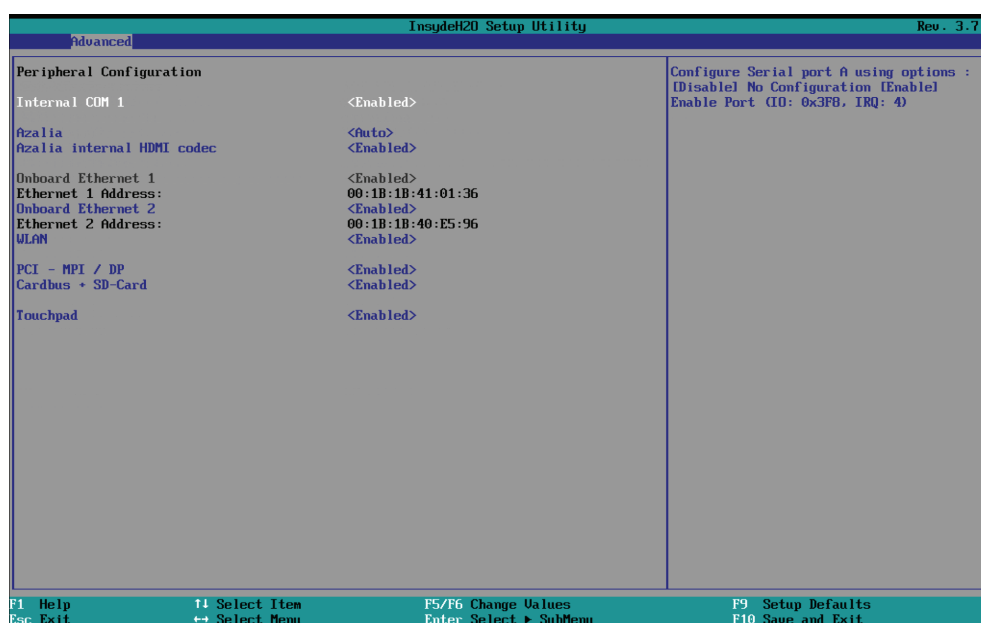 InsydeH2O Setup Utility Rev. 3.7
Advanced
Peripheral Configuration
Internal COM 1 <Enabled>
Azalia <Auto>
Azalia internal HDMI codec <Enabled>
Onboard Ethernet 1 <Enabled>
Ethernet 1 Address: 00:1B:1B:41:01:36
Onboard Ethernet 2 <Enabled>
Ethernet 2 Address: 00:1B:1B:40:E5:96
WLAN <Enabled>
PCI - MPI / DP <Enabled>
Cardbus + SD-Card <Enabled>
Touchpad <Enabled>
Configure Serial port A using options :
[Disable] No Configuration [Enable]
Enable Port (IO: 0x3F8, IRQ: 4)
F1 Help ↑↓ Select Item F5/F6 Change Values F9 Setup Defaults
Esc Exit ←→ Select Menu Enter Select ▶ SubMenu F10 Save and Exit